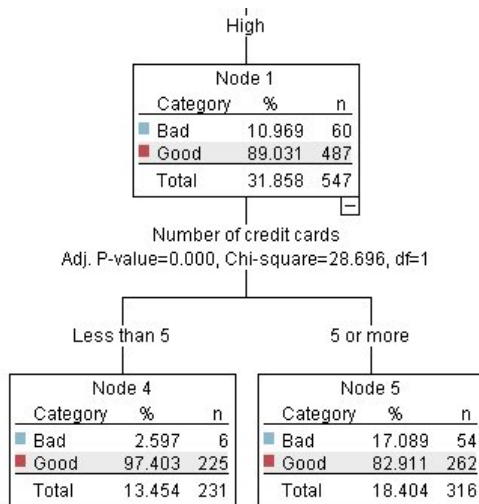 High
Node 1
Category % n
Bad 10.969 60
Good 89.031 487
Total 31.858 547
Number of credit cards
Adj. P-value=0.000, Chi-square=28.696, df=1
Less than 5
5 or more
Node 4
Category % n
Bad 2.597 6
Good 97.403 225
Total 13.454 231
Node 5
Category % n
Bad 17.089 54
Good 82.911 262
Total 18.404 316